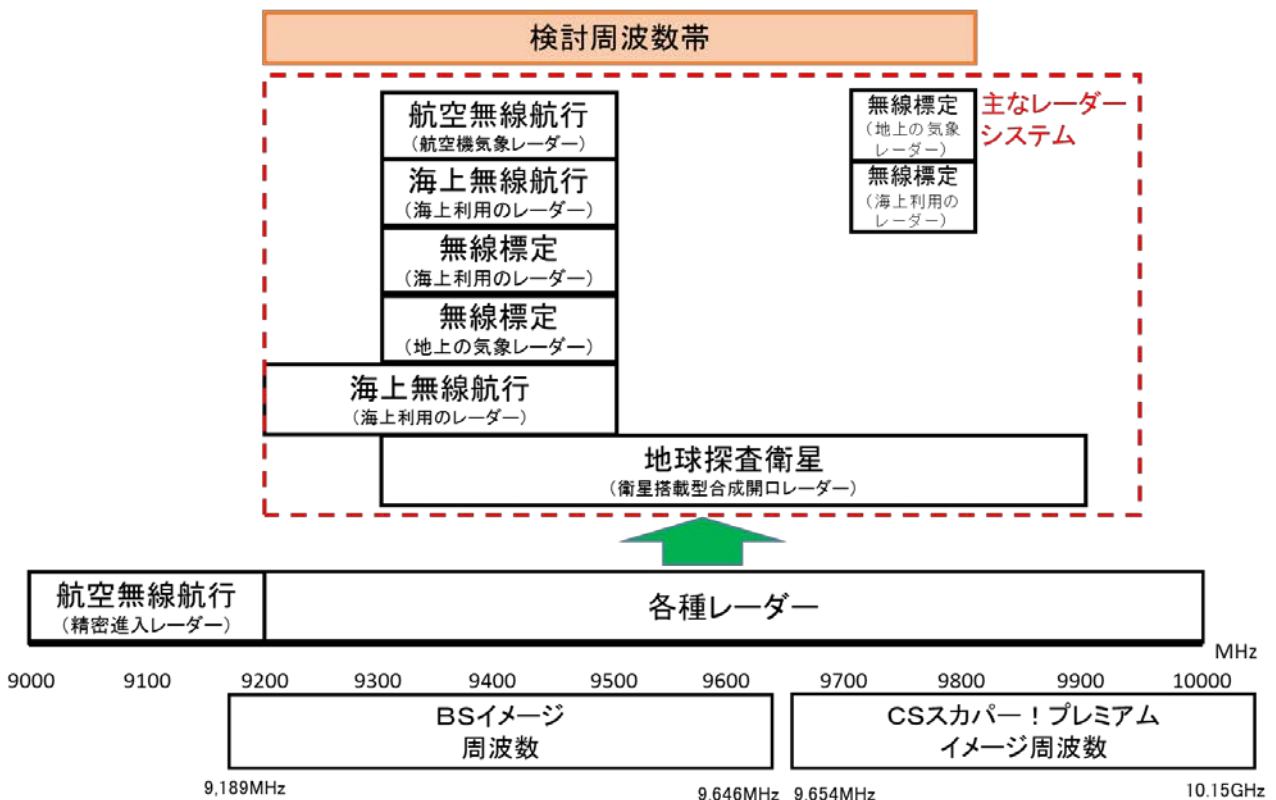 検討周波数帯
航空無線航行
（航空機気象レーダー）
海上無線航行
（海上利用のレーダー）
無線標定
（海上利用のレーダー）
無線標定
（地上の気象レーダー）
海上無線航行
（海上利用のレーダー）
地球探査衛星
（衛星搭載型合成開口レーダー）
無線標定
（地上の気象
レーダー）
無線標定
（海上利用の
レーダー）
主なレーダー
システム
航空無線航行
（精密進入レーダー）
各種レーダー
MHz
9000 9100 9200 9300 9400 9500 9600 9700 9800 9900 10000
BSイメージ
周波数
CSスカパー！プレミアム
イメージ周波数
9,189MHz 9.646MHz 9.654MHz 10.15GHz